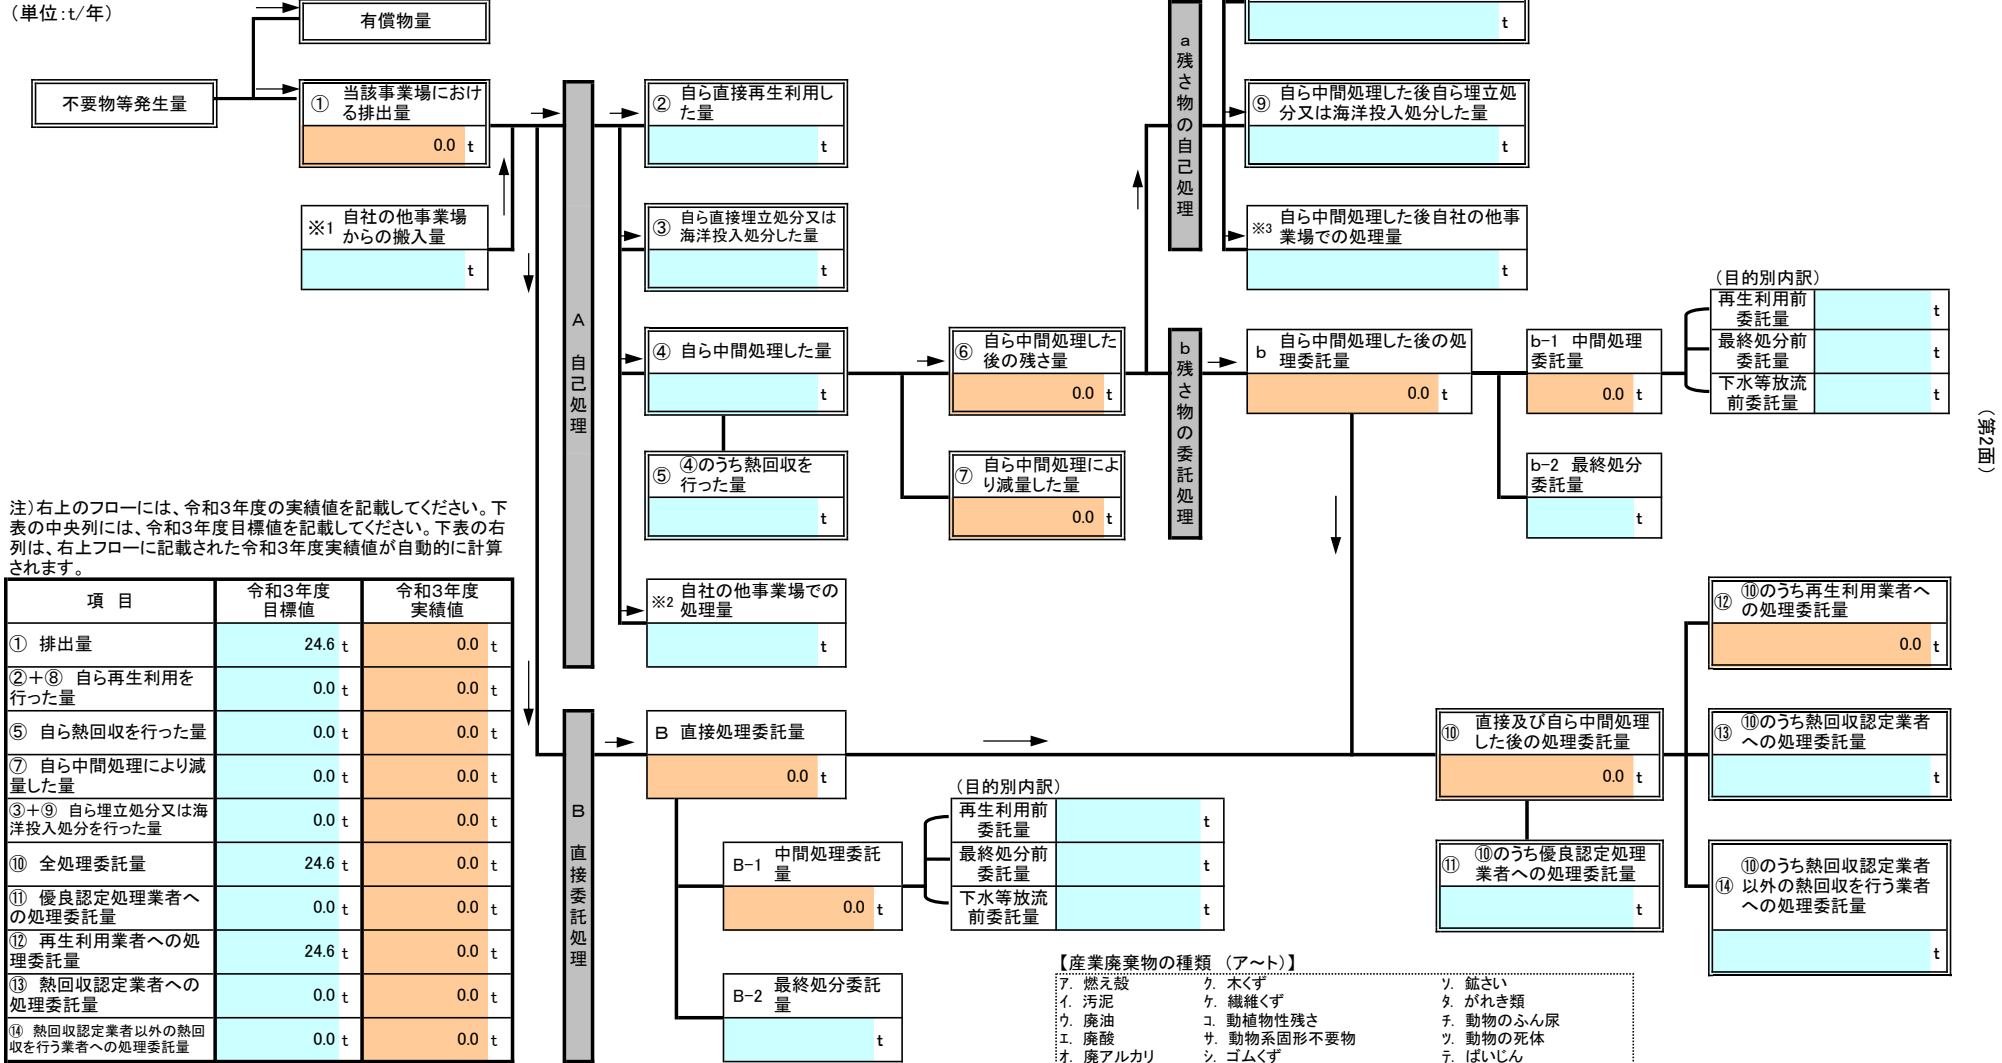 （単位：t/年）
有償物量
t
不要物等発生量
①
当該事業場におけ
る排出量
0.0 t
※1
自社の他事業場
からの搬入量
t
A 自己処理
②
自ら直接再生利用し
た量
t
③
自ら直接埋立処分又は
海洋投入処分した量
t
④ 自ら中間処理した量
t
⑤
④のうち熱回収を
行った量
t
※2
自社の他事業場での
処理量
t
⑥
自ら中間処理した
後の残さ量
0.0 t
⑦
自ら中間処理によ
り減量した量
0.0 t
a残さ物の自己処理
⑨
自ら中間処理した後自ら埋立処
分又は海洋投入処分した量
t
※3
自ら中間処理した後自社の他事
業場での処理量
t
b残さ物の委託処理
b
自ら中間処理した後の処
理委託量
0.0 t
b-1 中間処理
委託量
0.0 t
（目的別内訳）
再生利用前
委託量
t
最終処分前
委託量
t
下水等放流
前委託量
t
b-2 最終処分
委託量
t
（第2面）
注）右上のフローには、令和3年度の実績値を記載してください。下
表の中央列には、令和3年度目標値を記載してください。下表の右
列は、右上フローに記載された令和3年度実績値が自動的に計算
されます。
項 目
令和3年度
目標値
令和3年度
実績値
① 排出量 24.6 t 0.0 t
②＋⑧ 自ら再生利用を
行った量 0.0 t 0.0 t
⑤ 自ら熱回収を行った量 0.0 t 0.0 t
⑦ 自ら中間処理により減
量した量 0.0 t 0.0 t
③＋⑨ 自ら埋立処分又は海
洋投入処分を行った量 0.0 t 0.0 t
⑩ 全処理委託量 24.6 t 0.0 t
⑪ 優良認定処理業者へ
の処理委託量 0.0 t 0.0 t
⑫ 再生利用業者への処
理委託量 24.6 t 0.0 t
⑬ 熱回収認定業者への
処理委託量 0.0 t 0.0 t
⑭ 熱回収認定業者以外の熱回
収を行う業者への処理委託量 0.0 t 0.0 t
B 直接委託処理
B 直接処理委託量
0.0 t
B-1
中間処理委託
量
0.0 t
（目的別内訳）
再生利用前
委託量
t
最終処分前
委託量
t
下水等放流
前委託量
t
B-2
最終処分委託
量
t
⑩
直接及び自ら中間処理
した後の処理委託量
0.0 t
⑪
⑩のうち優良認定処理
業者への処理委託量
t
⑫
⑩のうち再生利用業者へ
の処理委託量
0.0 t
⑬
⑩のうち熱回収認定業者
への処理委託量
t
⑭
⑩のうち熱回収認定業者
以外の熱回収を行う業者
への処理委託量
t
【産業廃棄物の種類 （ア～ト）】
ア. 燃え殻 ク. 木くず ソ. 鉱さい
イ. 汚泥 ケ. 繊維くず タ. がれき類
ウ. 廃油 コ. 動植物性残さ チ. 動物のふん尿
エ. 廃酸 サ. 動物系固形不要物 ツ. 動物の死体
オ. 廃アルカリ シ. ゴムくず テ. ばいじん